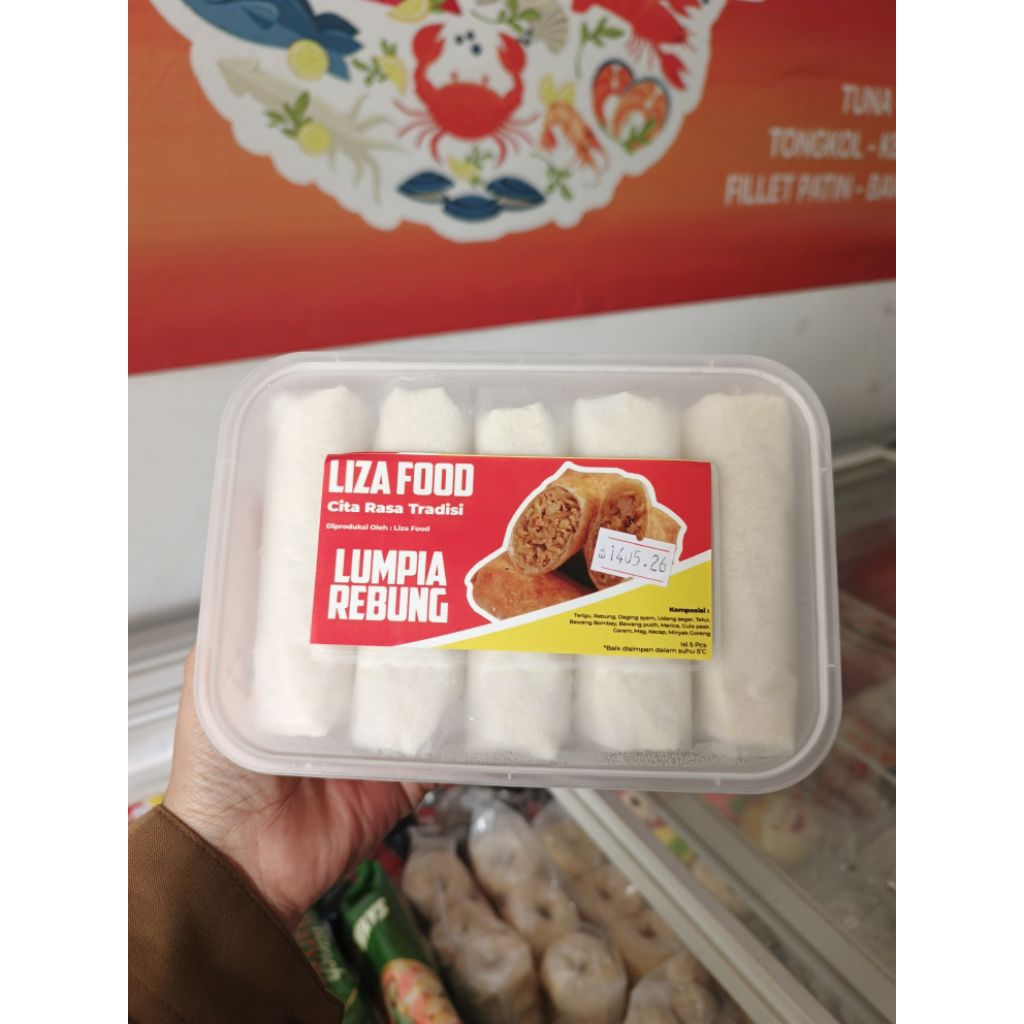 TUNA
TONGKOL - KE
FILLET PATIN - BAW
LIZA FOOD
Cita Rasa Tradisi
Diproduksi Oleh : Liza Food
LUMPIA
REBUNG
1405.26
Komposisi :
Terigu, Rebung, Daging ayam, Udang segar, Telur,
Bawang Bombay, Bawang putih, Merica, Gula pasir
Garam, Msg, Kecap, Minyak Goreng
Isi 5 Pcs
*Baik disimpan dalam suhu 5°C